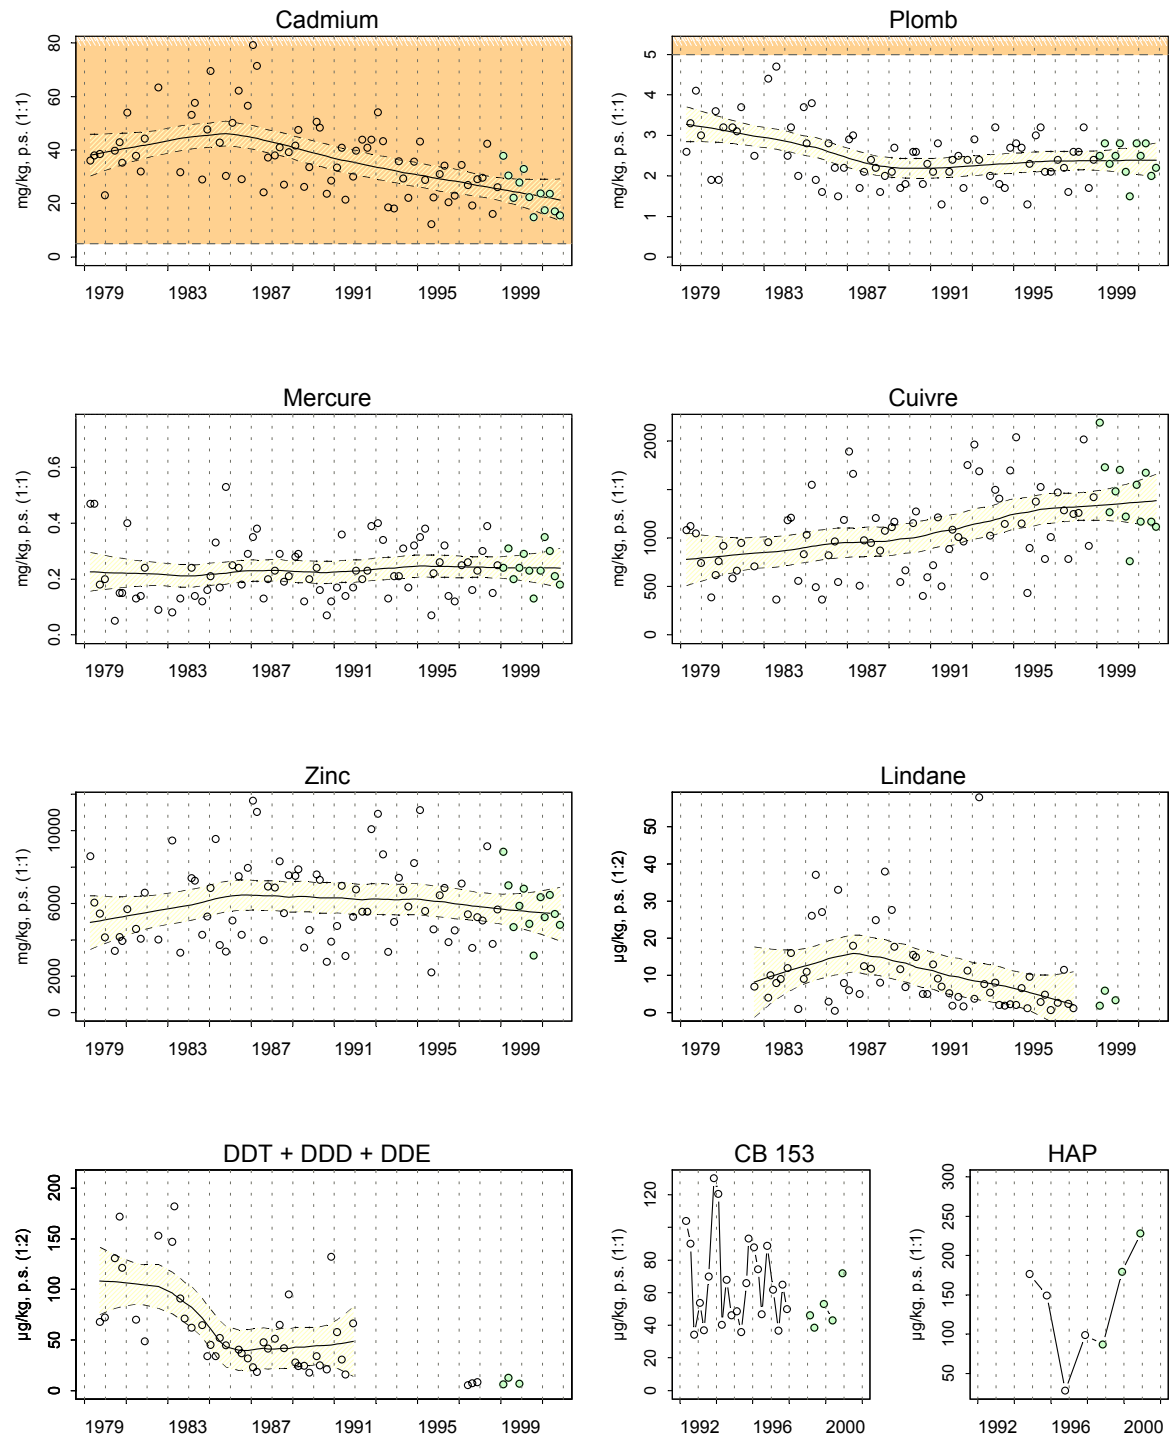 Cadmium
mg/kg, p.s. (1:1)
80
60
40
20
0
1979 1983 1987 1991 1995 1999
Plomb
mg/kg, p.s. (1:1)
5
4
3
2
1
0
1979 1983 1987 1991 1995 1999
Mercure
mg/kg, p.s. (1:1)
0.6
0.4
0.2
0.0
1979 1983 1987 1991 1995 1999
Cuivre
mg/kg, p.s. (1:1)
2000
1500
1000
500
0
1979 1983 1987 1991 1995 1999
Zinc
mg/kg, p.s. (1:1)
10000
6000
2000
0
1979 1983 1987 1991 1995 1999
Lindane
µg/kg, p.s. (1:2)
50
40
30
20
10
0
1979 1983 1987 1991 1995 1999
DDT + DDD + DDE
µg/kg, p.s. (1:2)
200
150
100
50
0
1979 1983 1987 1991 1995 1999
CB 153
µg/kg, p.s. (1:1)
120
80
60
40
20
0
1992 1996 2000
HAP
µg/kg, p.s. (1:1)
300
250
200
150
100
50
1992 1996 2000